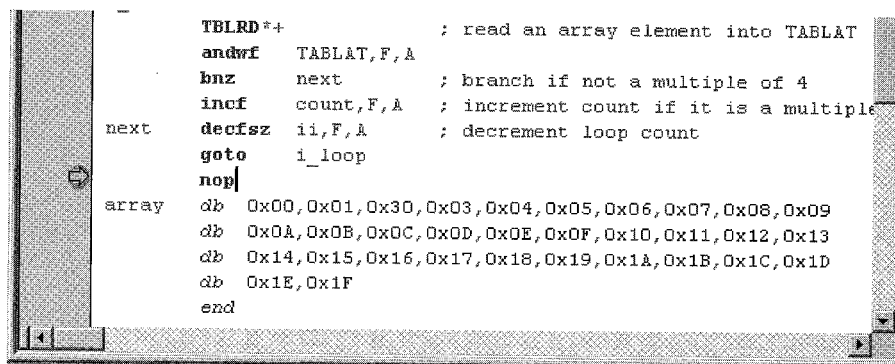 TBLRD*+ ; read an array element into TABLAT
andwf TABLAT,F,A
bnz next ; branch if not a multiple of 4
incf count,F,A ; increment count if it is a multiple
next decfsz ii,F,A ; decrement loop count
goto i_loop
nop
array db 0x00,0x01,0x30,0x03,0x04,0x05,0x06,0x07,0x08,0x09
db 0x0A,0x0B,0x0C,0x0D,0x0E,0x0F,0x10,0x11,0x12,0x13
db 0x14,0x15,0x16,0x17,0x18,0x19,0x1A,0x1B,0x1C,0x1D
db 0x1E,0x1F
end